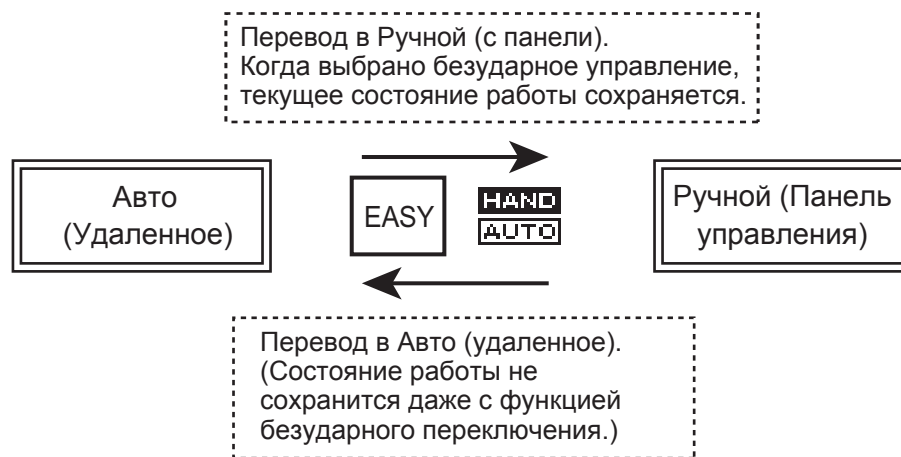 Перевод в Ручной (с панели).
Когда выбрано безударное управление,
текущее состояние работы сохраняется.
Авто
(Удаленное)
EASY
HAND
AUTO
Ручной (Панель
управления)
Перевод в Авто (удаленное).
(Состояние работы не
сохранится даже с функцией
безударного переключения.)